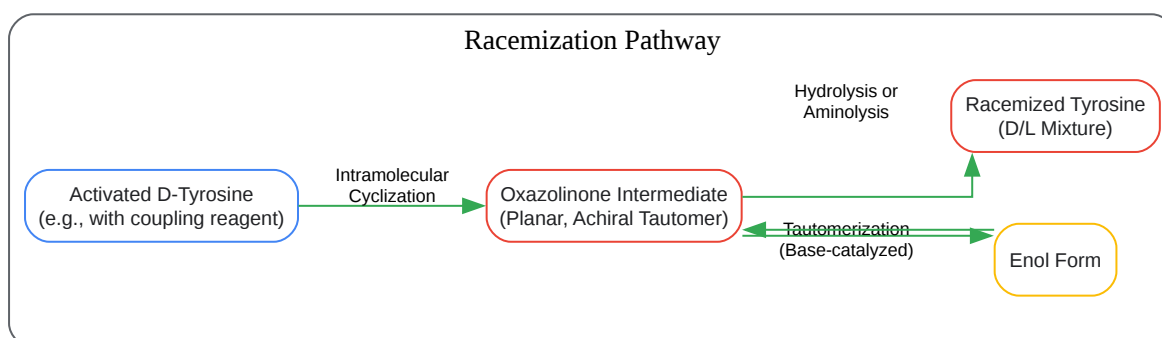 Racemization Pathway
Hydrolysis or
Aminolysis
Racemized Tyrosine
(D/L Mixture)
Activated D-Tyrosine
(e.g., with coupling reagent)
Intramolecular
Cyclization
Oxazolinone Intermediate
(Planar, Achiral Tautomer)
Tautomerization
(Base-catalyzed)
Enol Form